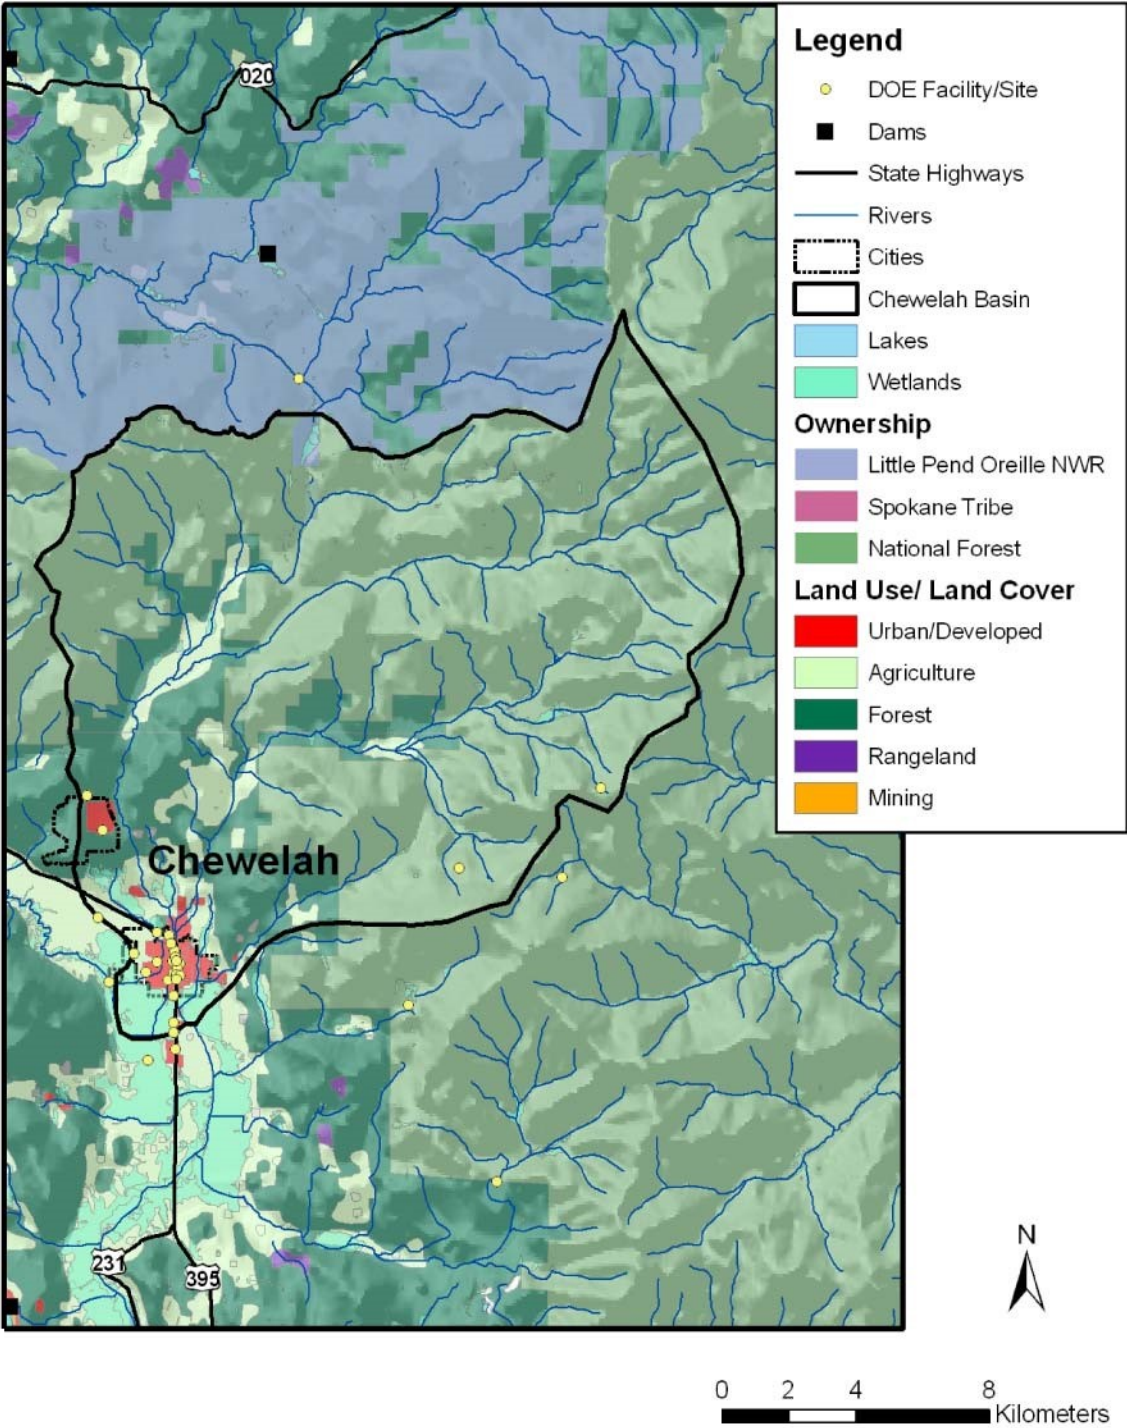 020
Legend
DOE Facility/Site
Dams
State Highways
Rivers
Cities
Chewelah Basin
Lakes
Wetlands
Ownership
Little Pend Oreille NWR
Spokane Tribe
National Forest
Land Use/ Land Cover
Urban/Developed
Agriculture
Forest
Rangeland
Mining
Chewelah
231
395
N
0 2 4 8
Kilometers